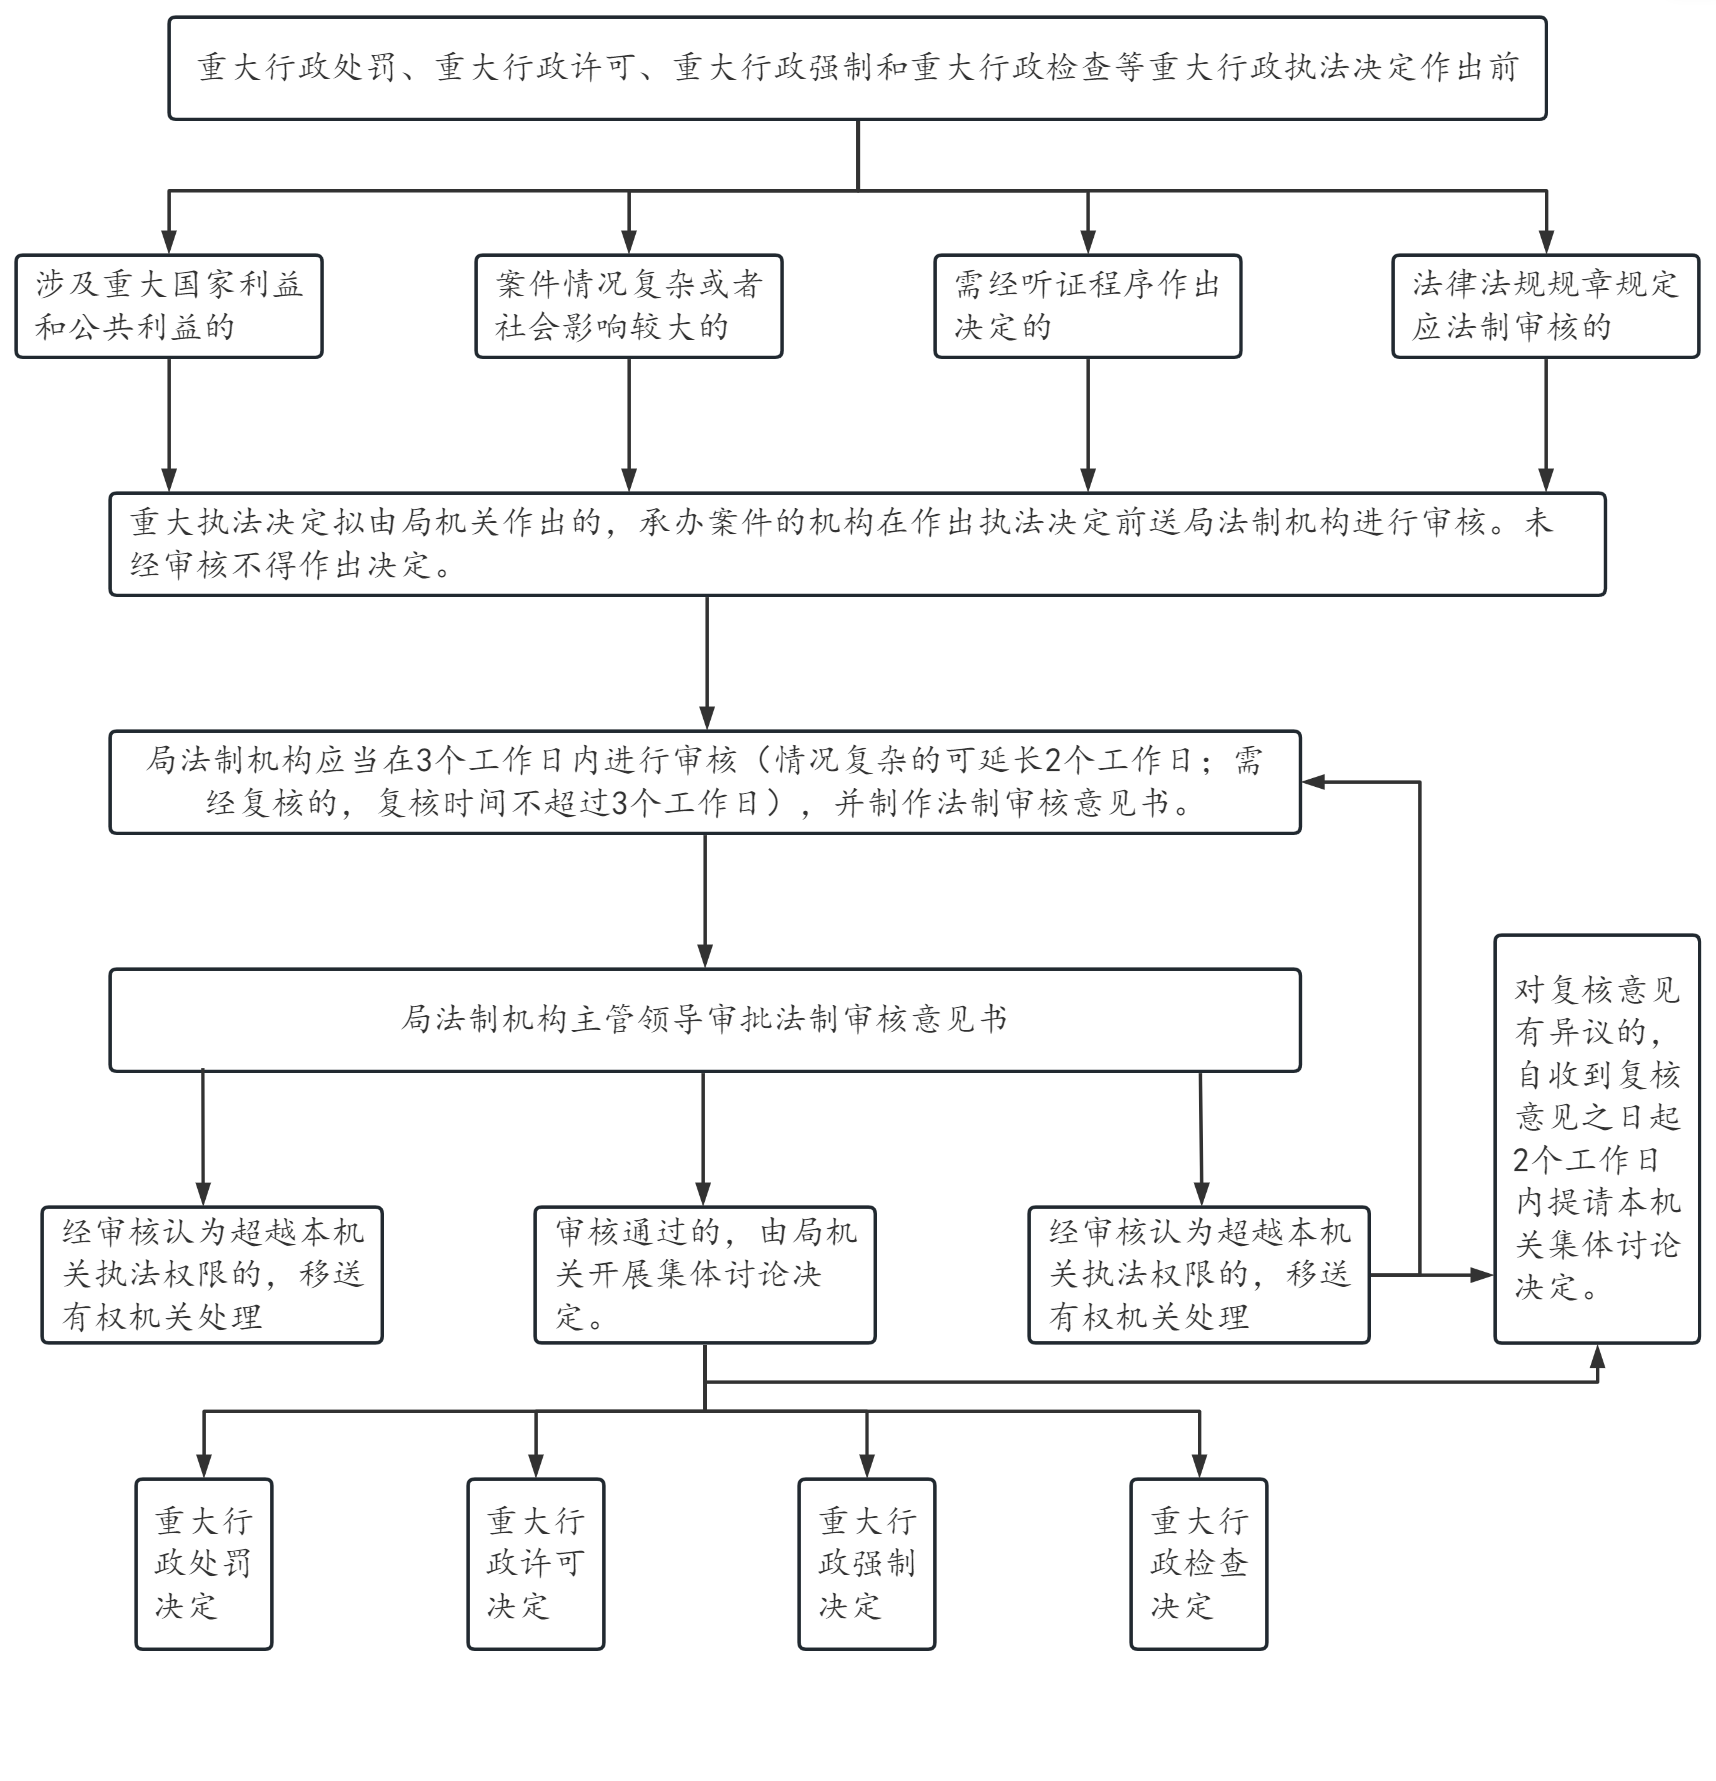 重大行政处罚、重大行政许可、重大行政强制和重大行政检查等重大行政执法决定作出前
涉及重大国家利益
和公共利益的
案件情况复杂或者
社会影响较大的
需经听证程序作出
决定的
法律法规规章规定
应法制审核的
重大执法决定拟由局机关作出的，承办案件的机构在作出执法决定前送局法制机构进行审核。未
经审核不得作出决定。
局法制机构应当在3个工作日内进行审核（情况复杂的可延长2个工作日；需
经复核的，复核时间不超过3个工作日），并制作法制审核意见书。
局法制机构主管领导审批法制审核意见书
对复核意见
有异议的，
自收到复核
意见之日起
2个工作日
内提请本机
关集体讨论
决定。
经审核认为超越本机
关执法权限的，移送
有权机关处理
审核通过的，由局机
关开展集体讨论决
定。
经审核认为超越本机
关执法权限的，移送
有权机关处理
重大行
政处罚
决定
重大行
政许可
决定
重大行
政强制
决定
重大行
政检查
决定